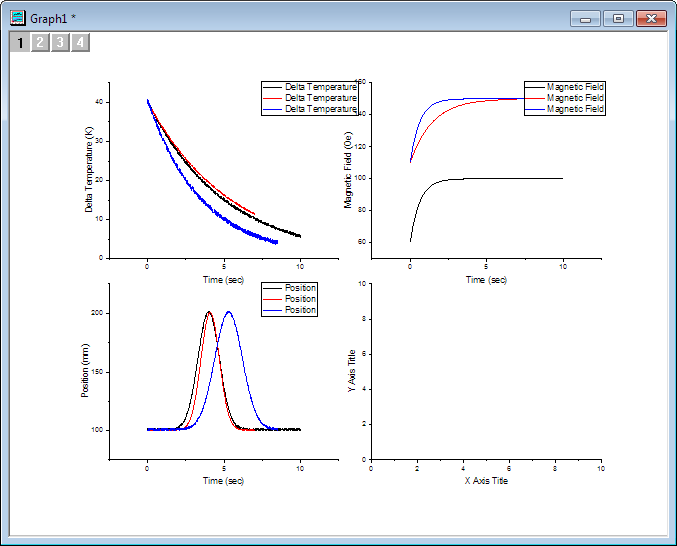 Graph1 *
1 2 3 4
Delta Temperature
Delta Temperature
Delta Temperature
Delta Temperature (K)
40
30
20
10
0
0 5 10
Time (sec)
Magnetic Field
Magnetic Field
Magnetic Field
Magnetic Field (Oe)
160
140
120
100
80
60
0 5 10
Time (sec)
Position
Position
Position
Position (mm)
200
150
100
0 5 10
Time (sec)
Y Axis Title
10
8
6
4
2
0
0 2 4 6 8 10
X Axis Title